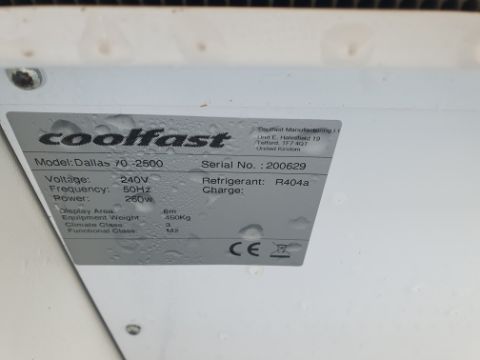 coolfast
Coolfast Manufacturing Lt
Unit E, Halesfield 10
Telford, TF7 4QT
United Kindom
Model: Dallas 70 -2500 Serial No. : 200629
Voltage: 240V Refrigerant: R404a
Frequency: 50Hz Charge:
Power: 260w
Display Area: 6m
Equipment Weight: 450Kg
Climate Class 3
Functional Class M2
CE